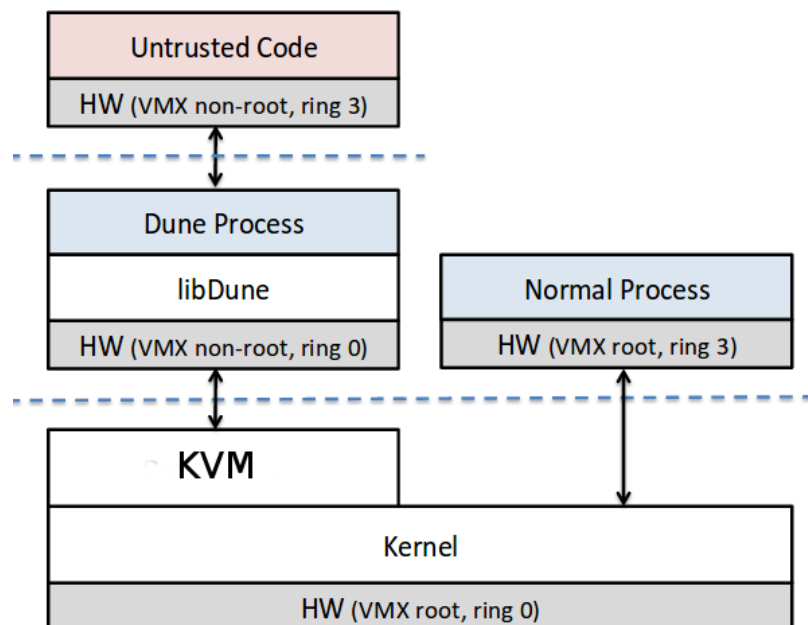 Untrusted Code
HW (VMX non-root, ring 3)
Dune Process
libDune
HW (VMX non-root, ring 0)
Normal Process
HW (VMX root, ring 3)
KVM
Kernel
HW (VMX root, ring 0)